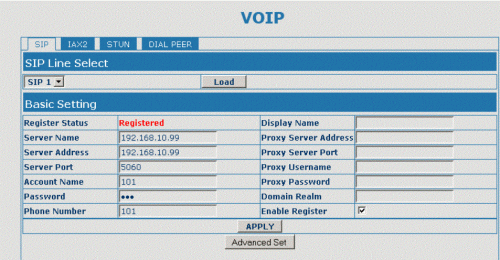 VOIP
SIP IAX2 STUN DIAL PEER
SIP Line Select
SIP 1 Load
Basic Setting
Register Status Registered Display Name
Server Name 192.168.10.99 Proxy Server Address
Server Address 192.168.10.99 Proxy Server Port
Server Port 5060 Proxy Username
Account Name 101 Proxy Password
Password ••• Domain Realm
Phone Number 101 Enable Register
APPLY
Advanced Set